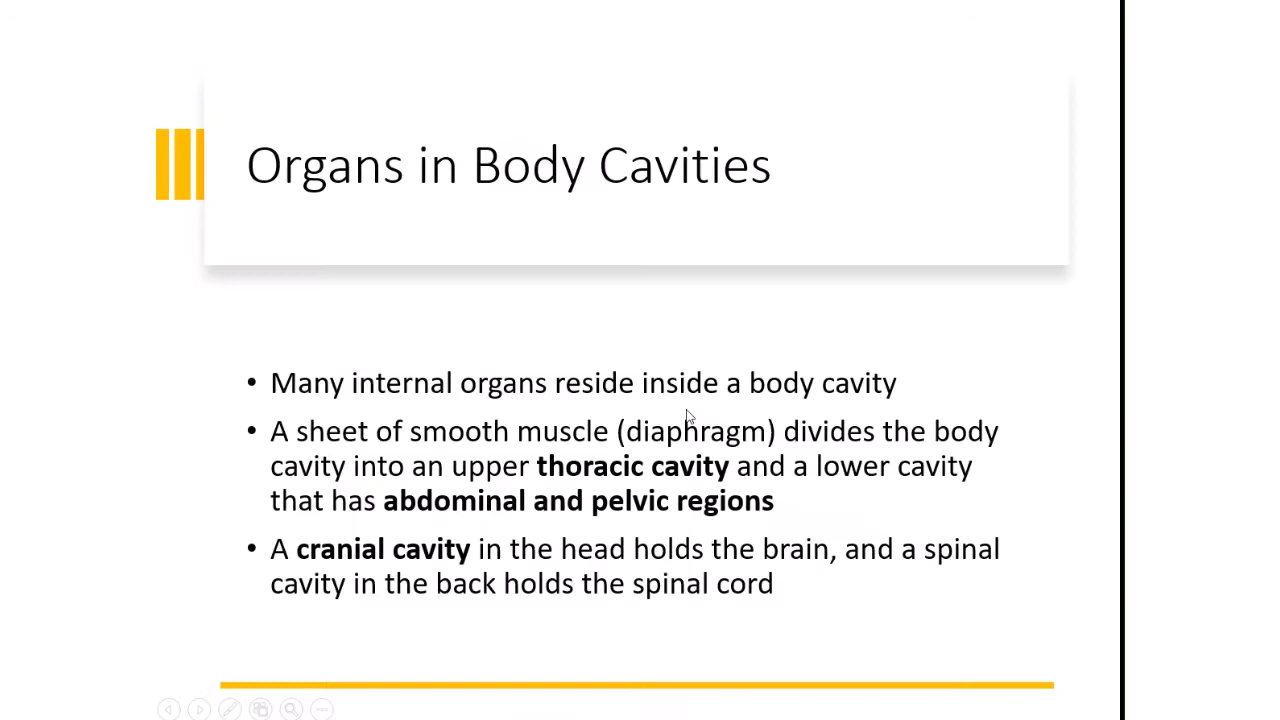 Organs in Body Cavities
• Many internal organs reside inside a body cavity
• A sheet of smooth muscle (diaphragm) divides the body
cavity into an upper thoracic cavity and a lower cavity
that has abdominal and pelvic regions
• A cranial cavity in the head holds the brain, and a spinal
cavity in the back holds the spinal cord